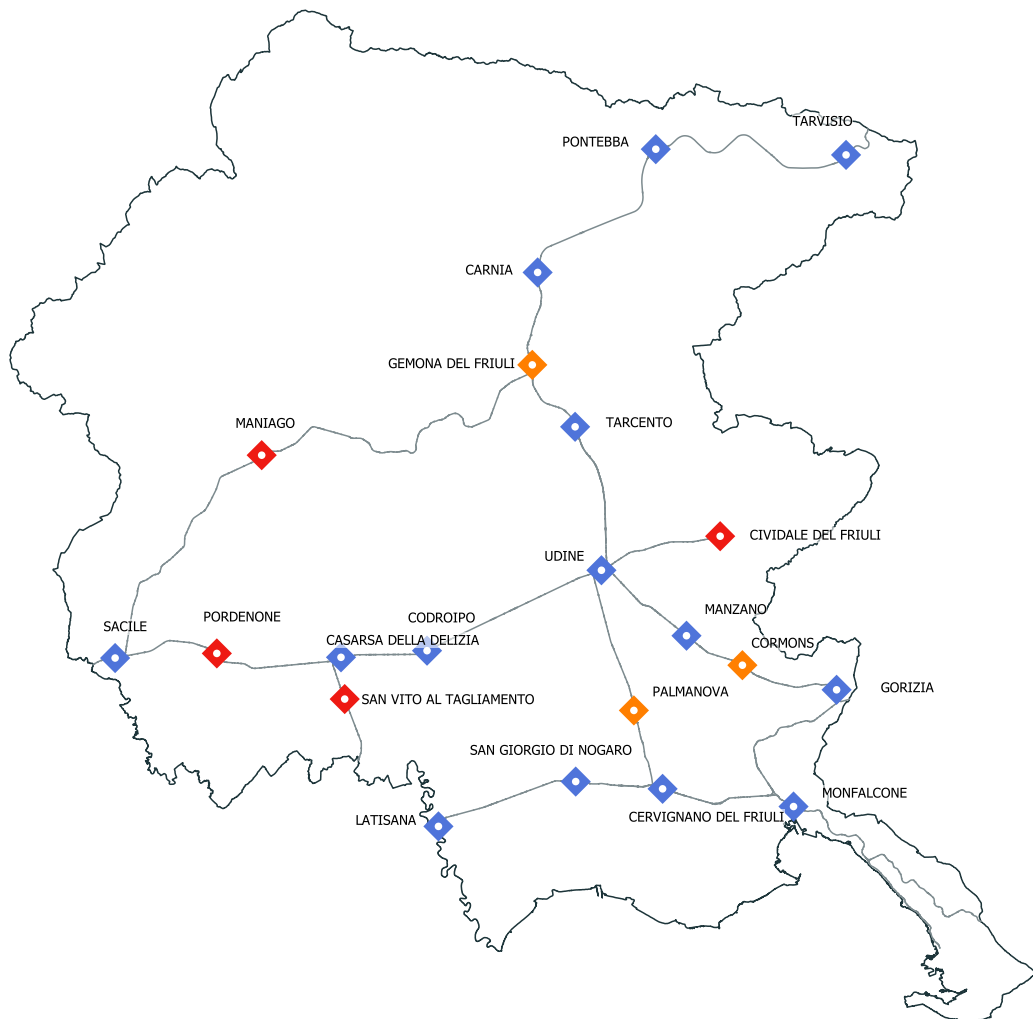 TARVISIO
PONTEBBA
CARNIA
GEMONA DEL FRIULI
MANIAGO
TARCENTO
CIVIDALE DEL FRIULI
UDINE
MANZANO
PORDENONE
CODROIPO
SACILE
CASARSA DELLA DELIZIA
CORMONS
GORIZIA
PALMANOVA
SAN VITO AL TAGLIAMENTO
SAN GIORGIO DI NOGARO
MONFALCONE
LATISANA
CERVIGNANO DEL FRIULI